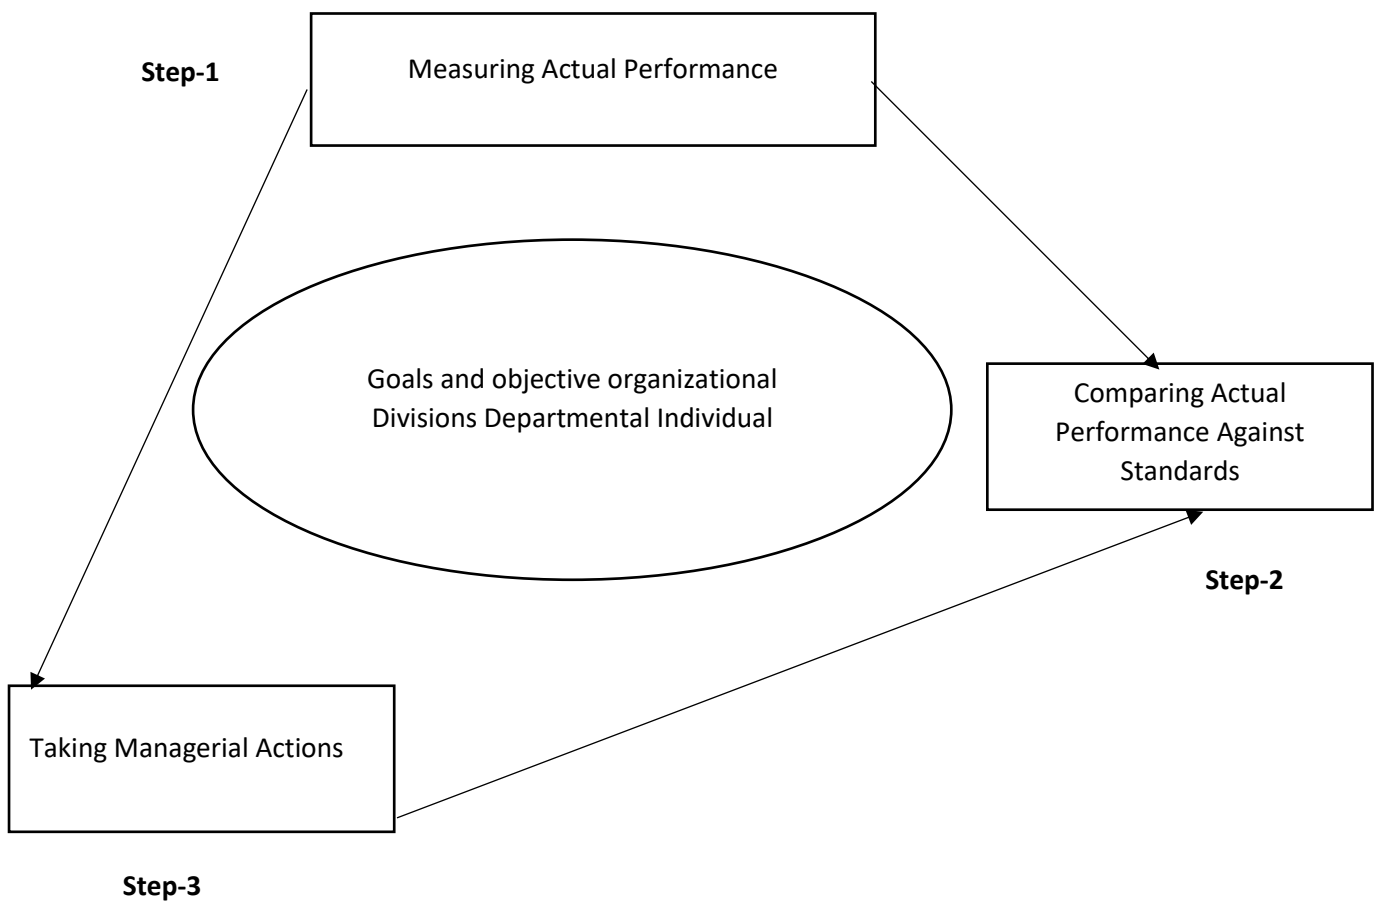 Step-1
Measuring Actual Performance
Goals and objective organizational
Divisions Departmental Individual
Comparing Actual
Performance Against
Standards
Step-2
Taking Managerial Actions
Step-3